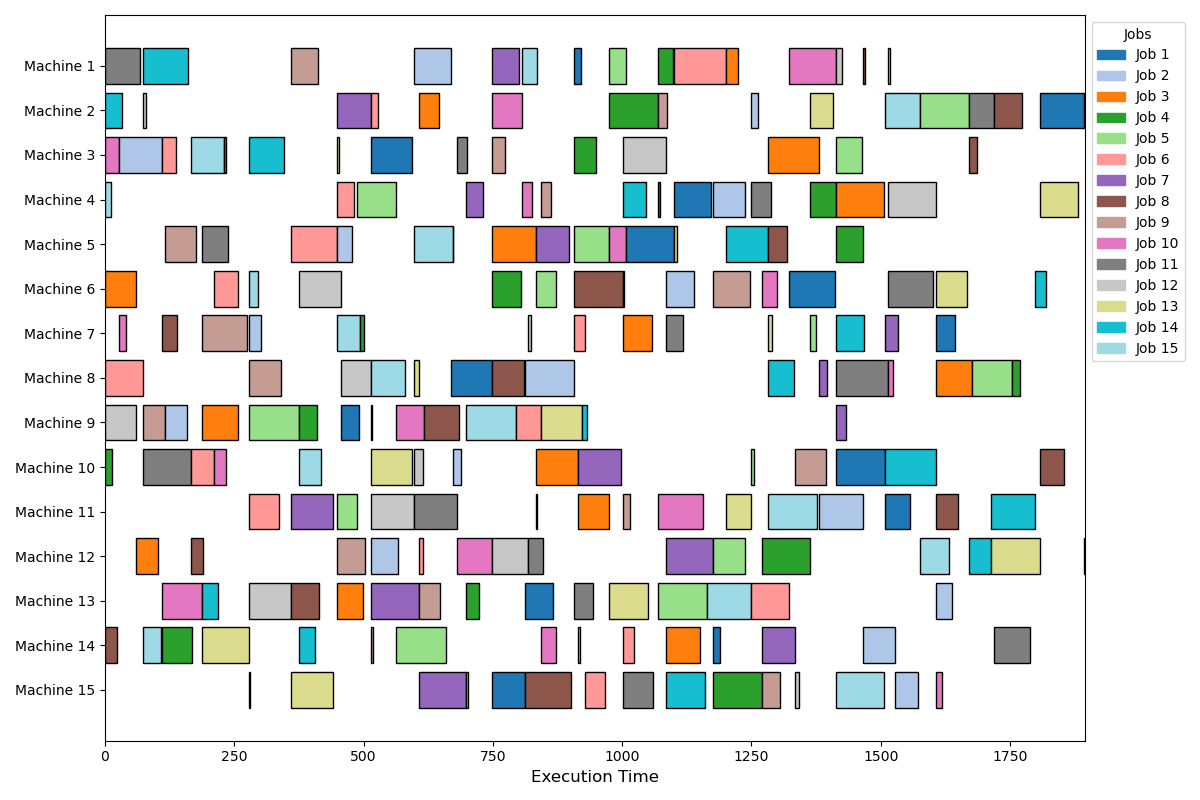 Machine 1
Machine 2
Machine 3
Machine 4
Machine 5
Machine 6
Machine 7
Machine 8
Machine 9
Machine 10
Machine 11
Machine 12
Machine 13
Machine 14
Machine 15
0 250 500 750 1000 1250 1500 1750
Execution Time
Jobs
Job 1
Job 2
Job 3
Job 4
Job 5
Job 6
Job 7
Job 8
Job 9
Job 10
Job 11
Job 12
Job 13
Job 14
Job 15